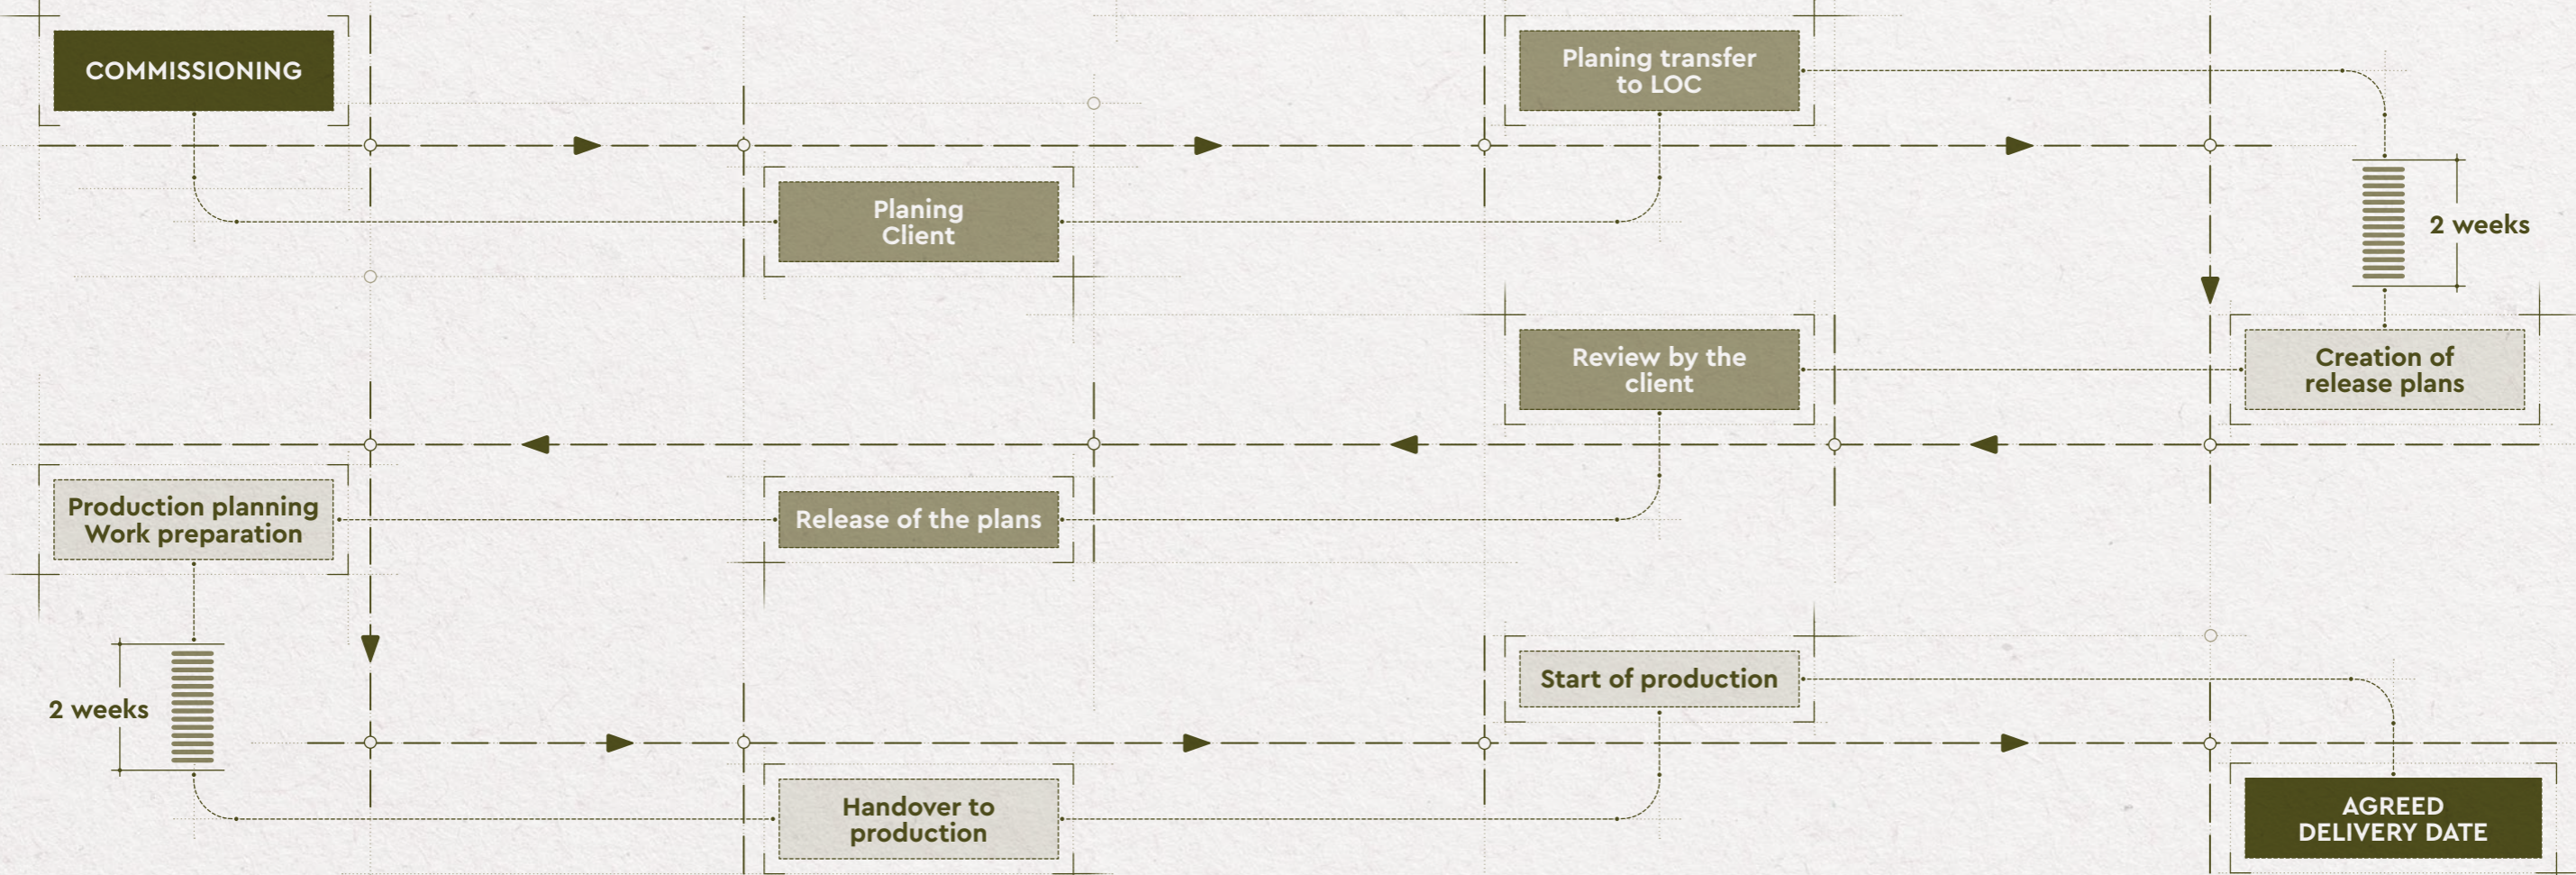 COMMISSIONING
Planing
Client
Planing transfer
to LOC
2 weeks
Creation of
release plans
Review by the
client
Release of the plans
Production planning
Work preparation
2 weeks
Handover to
production
Start of production
AGREED
DELIVERY DATE